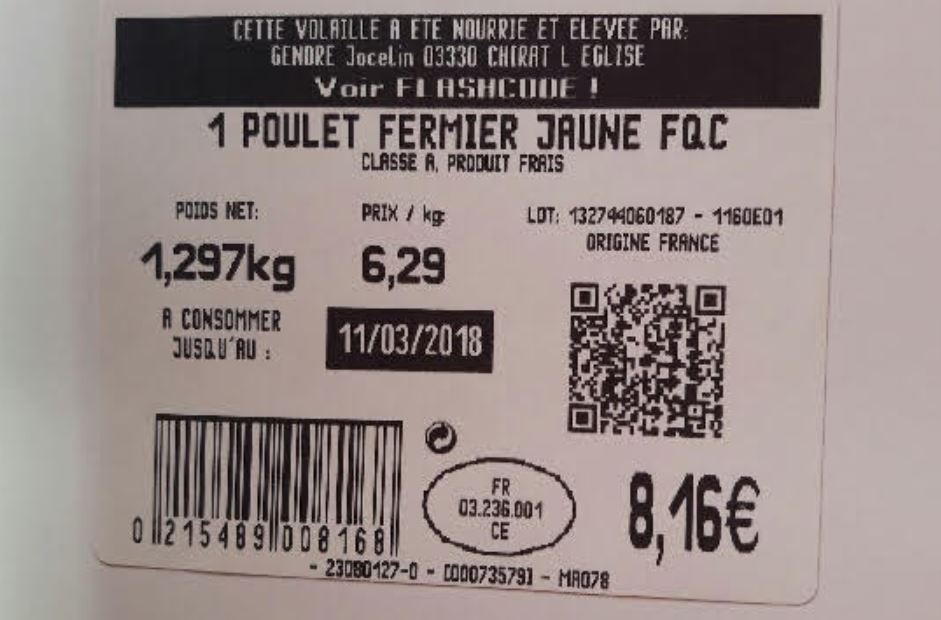 CETTE VOLAILLE A ETE NOURRIE ET ELEVEE PAR:
GENDRE Jocelin 03330 CHIRAT L EGLISE
Voir FLASHCODE !
1 POULET FERMIER JAUNE FQC
CLASSE A, PRODUIT FRAIS
POIDS NET:
PRIX / kg:
LOT: 132744060187 - 1160E01
ORIGINE FRANCE
1,297kg
6,29
A CONSOMMER
JUSQU'AU :
11/03/2018
FR
03.236.001
CE
8,16€
0 215489 008168
- 23080127-0 - [00073579] - MA078